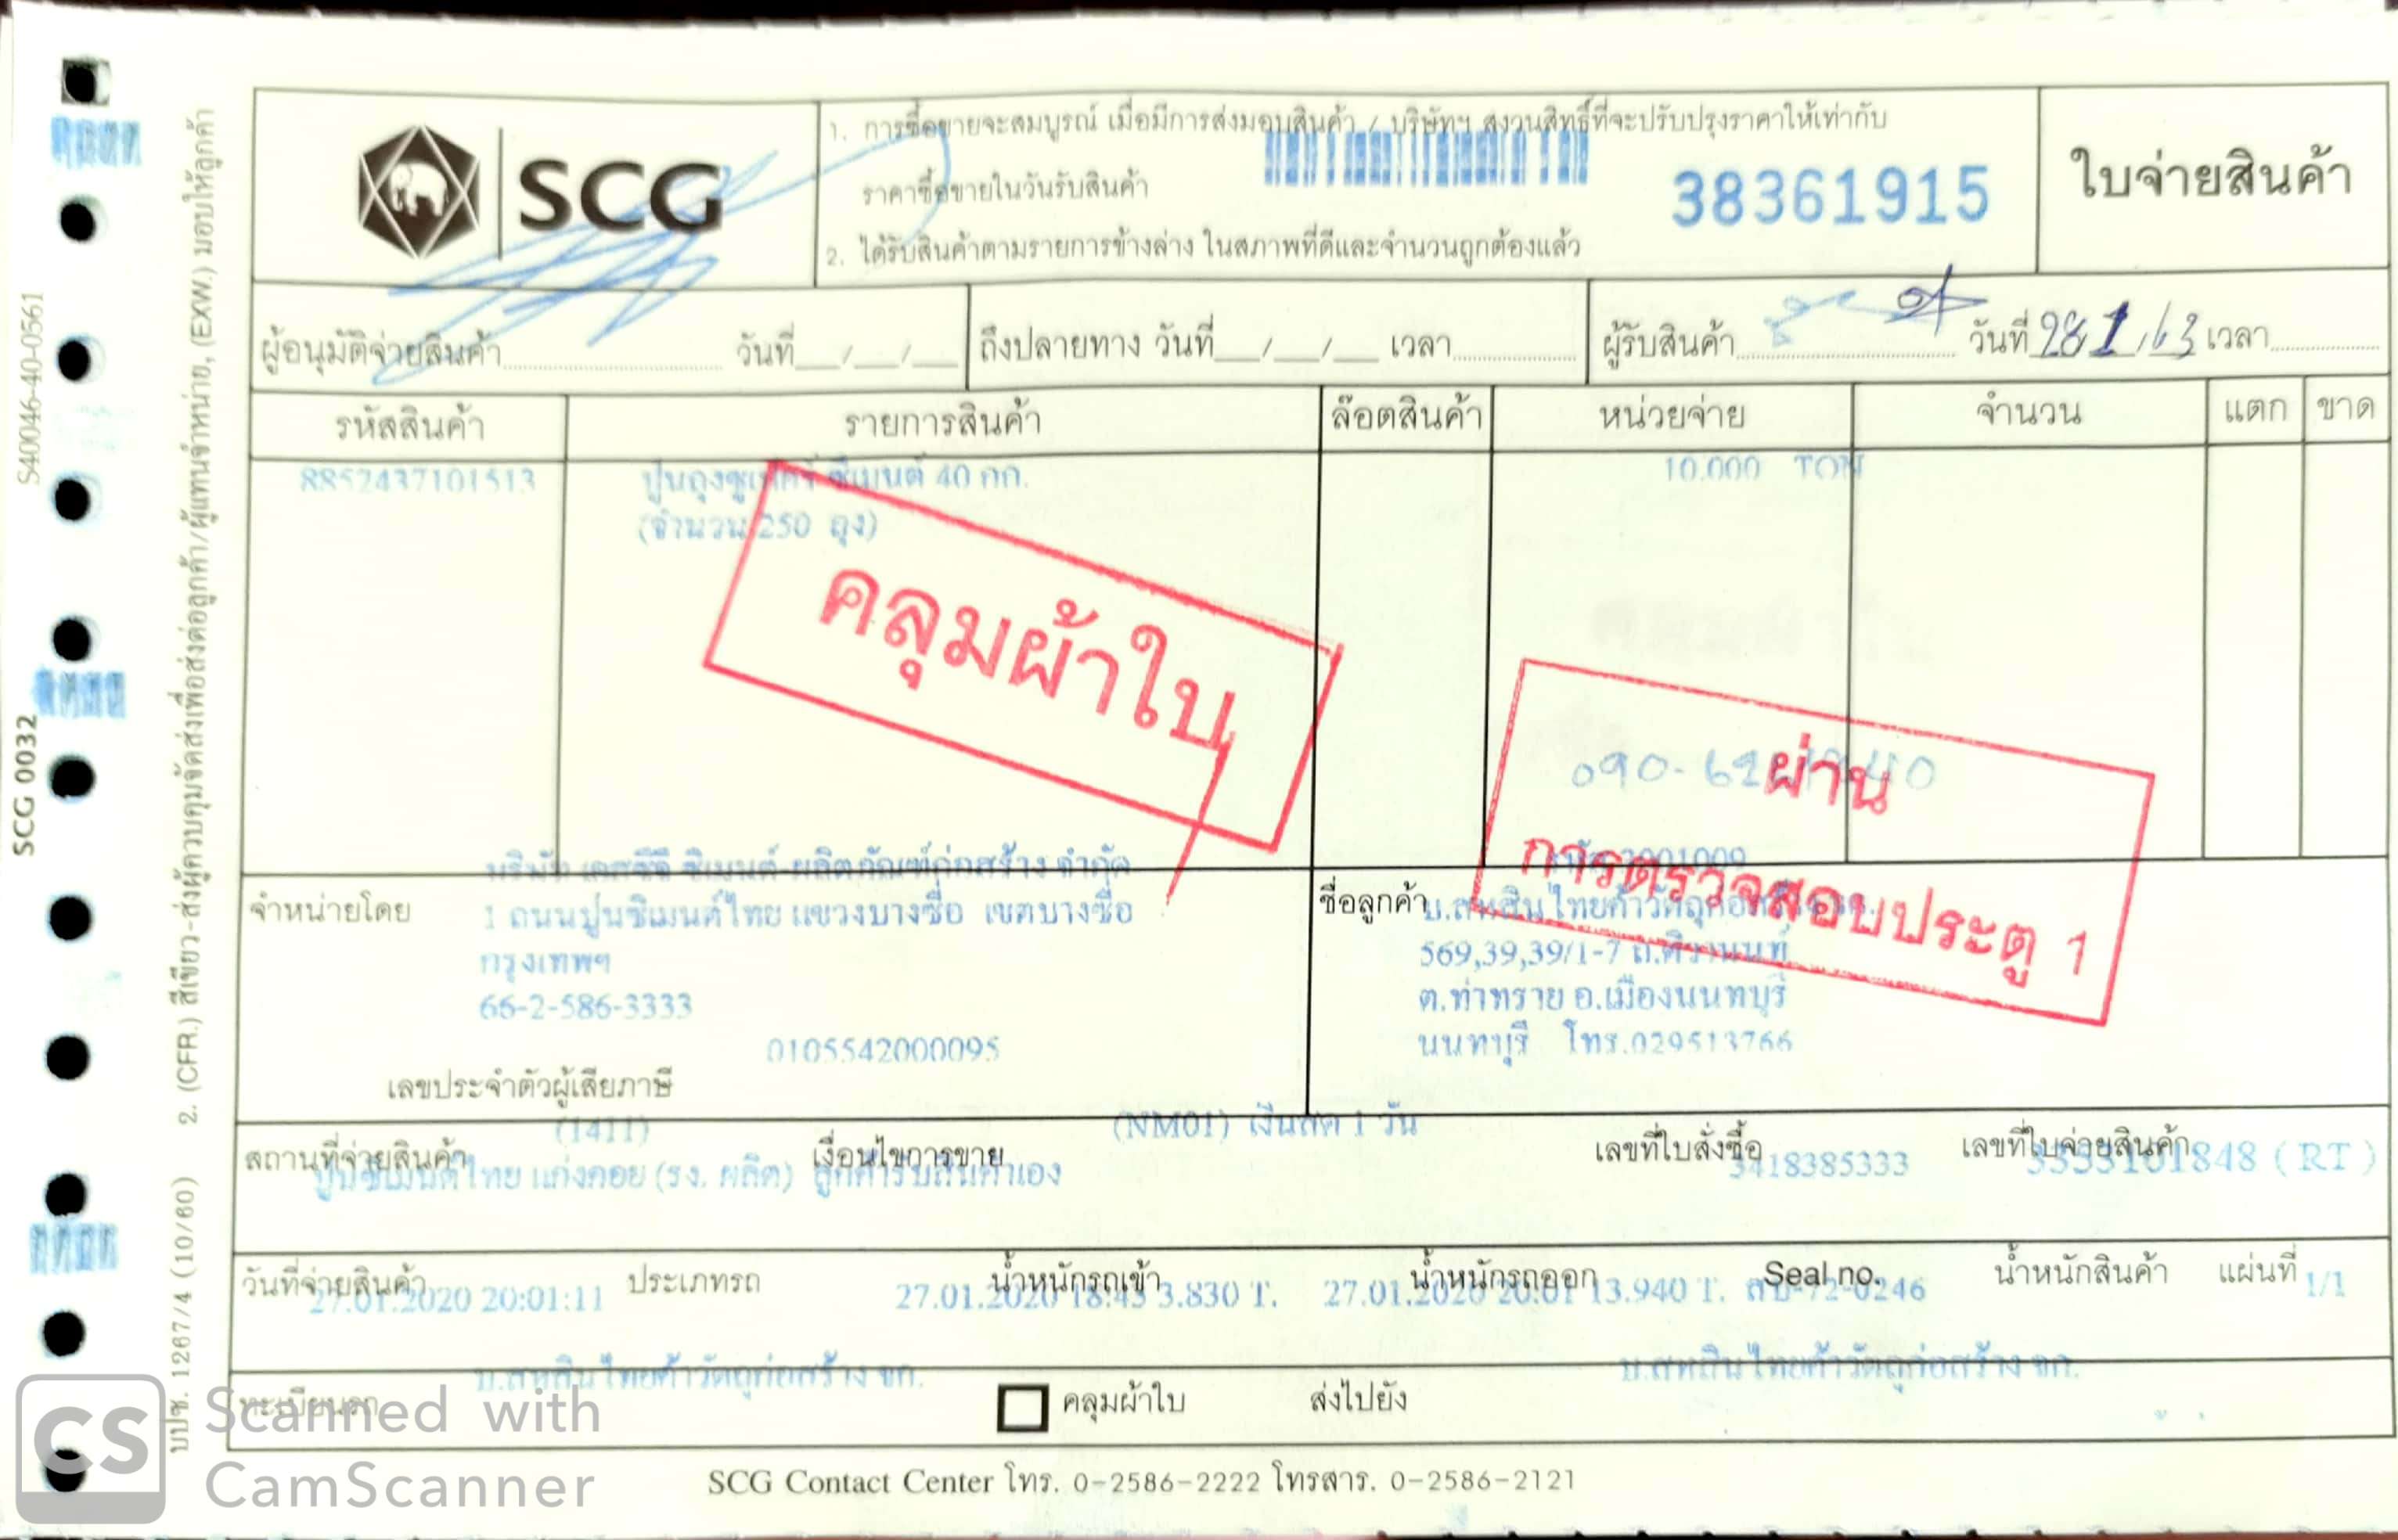 SCG
1. การซื้อขายจะสมบูรณ์ เมื่อมีการส่งมอบสินค้า / บริษัทฯ สงวนสิทธิ์ที่จะปรับปรุงราคาให้เท่ากับ
ราคาซื้อขายในวันรับสินค้า
38361915
2. ได้รับสินค้าตามรายการข้างล่าง ในสภาพที่ดีและจำนวนถูกต้องแล้ว
ใบจ่ายสินค้า
ผู้อนุมัติจ่ายสินค้า วันที่ / / ถึงปลายทาง วันที่ / / เวลา ผู้รับสินค้า วันที่ 28/1/63 เวลา
รหัสสินค้า รายการสินค้า ล๊อตสินค้า หน่วยจ่าย จำนวน แตก ขาด
8852437101513 ซีเมนต์ 40 กก. 10.000 TON
(จำนวน 250 ถุง)
คลุมผ้าใบ
ผ่าน
การตรวจสอบประตู 1
090-62
บริษัท เอสซีจี ซิเมนต์-ผลิตภัณฑ์ก่อสร้าง จำกัด
จำหน่ายโดย 1 ถนนปูนซิเมนต์ไทย แขวงบางซื่อ เขตบางซื่อ
กรุงเทพฯ
66-2-586-3333
0105542000095
เลขประจำตัวผู้เสียภาษี
ชื่อลูกค้า บ.สหสินไทยค้าวัตถุก่อสร้าง
569,39,39/1-7 ถ.ติวานนท์
ต.ท่าทราย อ.เมืองนนทบุรี
นนทบุรี โทร.029513766
(1411) (NM01) เงินสด 1 วัน
สถานที่จ่ายสินค้า เงื่อนไขการขาย เลขที่ใบสั่งซื้อ เลขที่ใบจ่ายสินค้า
ปูนซิเมนต์ไทย แก่งคอย (รง. ผลิต) ลูกค้ารับสินค้าเอง 3418385333 (RT)
วันที่จ่ายสินค้า ประเภทรถ น้ำหนักรถเข้า น้ำหนักรถออก Seal no. น้ำหนักสินค้า แผ่นที่
27.01.2020 20:01:11 27.01.2020 18:45 3.830 T. 27.01.2020 20:01 13.940 T. สบ-72-0246 1/1
บ.สหสินไทยค้าวัตถุก่อสร้าง จก. บ.สหสินไทยค้าวัตถุก่อสร้าง จก.
ทะเบียนรถ คลุมผ้าใบ ส่งไปยัง
SCG Contact Center โทร. 0-2586-2222 โทรสาร. 0-2586-2121
S40046-40-0561
SCG 0032
บปช. 1267/4 (10/60) 2. (CFR.) สีเขียว-ส่งผู้ควบคุมจัดส่งเพื่อส่งต่อลูกค้า/ผู้แทนจำหน่าย, (EXW.) มอบให้ลูกค้า
CS Scanned with
CamScanner